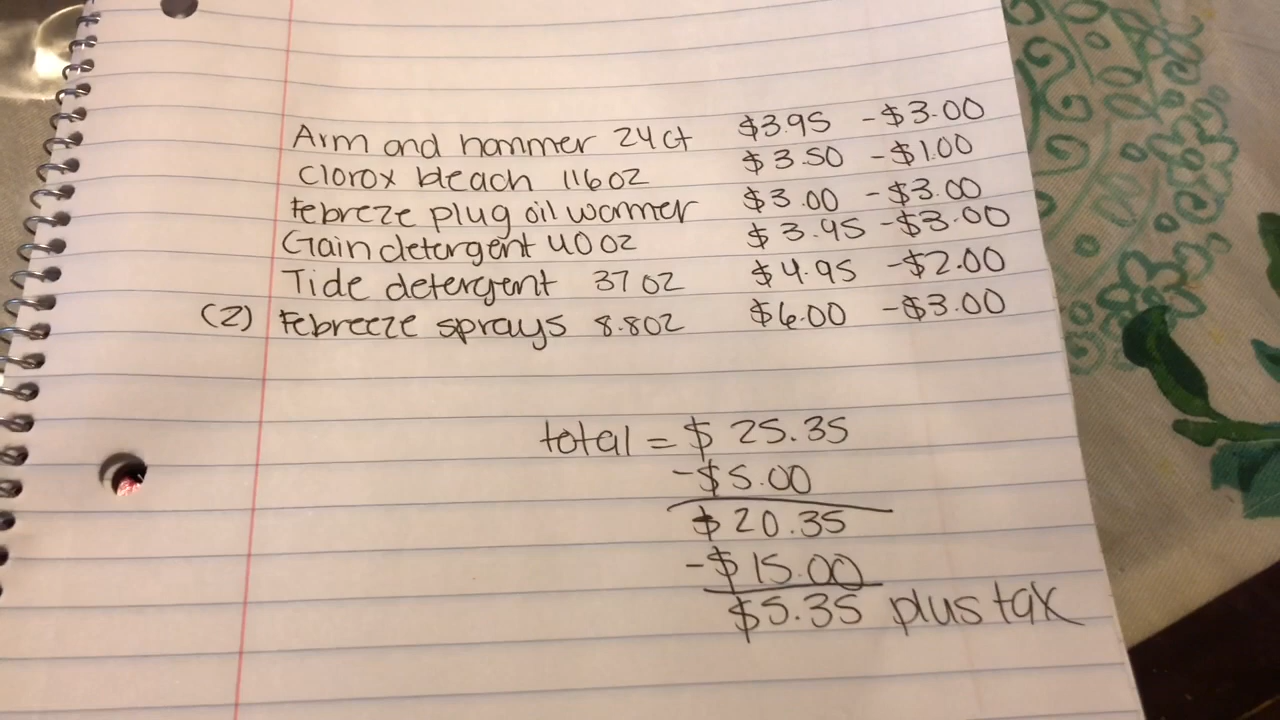 Arm and hammer 24ct $3.95 -$3.00
Clorox bleach 116oz $3.50 -$1.00
Febreze plug oil warmer $3.00 -$3.00
Gain detergent 40oz $3.95 -$3.00
Tide detergent 37oz $4.95 -$2.00
(2) Febreeze sprays 8.8oz $6.00 -$3.00
total = $25.35
-$5.00
$20.35
-$15.00
$5.35 plus tax